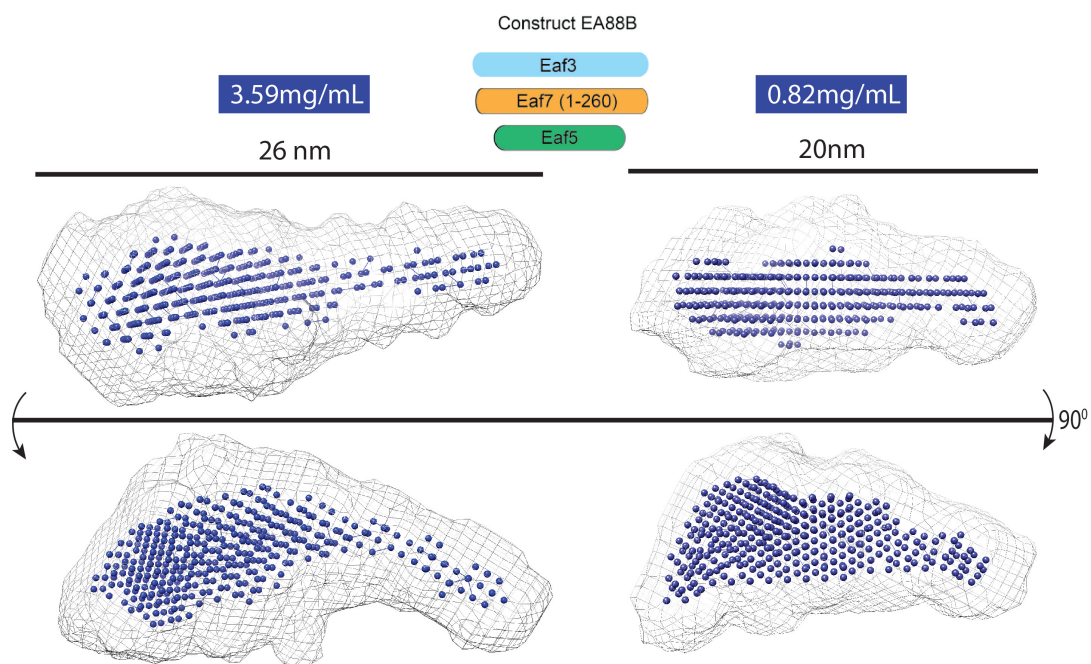 Construct EA88B
Eaf3
3.59mg/mL
Eaf7 (1-260)
0.82mg/mL
Eaf5
26 nm
20nm
90⁰